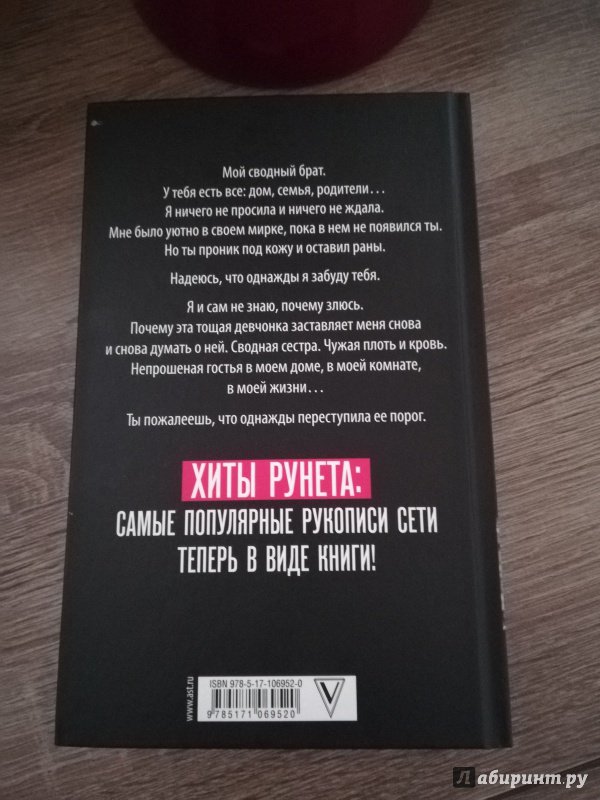 Мой сводный брат.
У тебя есть все: дом, семья, родители...
Я ничего не просила и ничего не ждала.
Мне было уютно в своем мирке, пока в нем не появился ты.
Но ты проник под кожу и оставил раны.
Надеюсь, что однажды я забуду тебя.
Я и сам не знаю, почему злюсь.
Почему эта тощая девчонка заставляет меня снова
и снова думать о ней. Сводная сестра. Чужая плоть и кровь.
Непрошеная гостья в моем доме, в моей комнате,
в моей жизни...
Ты пожалеешь, что однажды переступила ее порог.
ХИТЫ РУНЕТА:
САМЫЕ ПОПУЛЯРНЫЕ РУКОПИСИ СЕТИ
ТЕПЕРЬ В ВИДЕ КНИГИ!
www.ast.ru
ISBN 978-5-17-106952-0
9785171069520
V
Лабиринт.ру